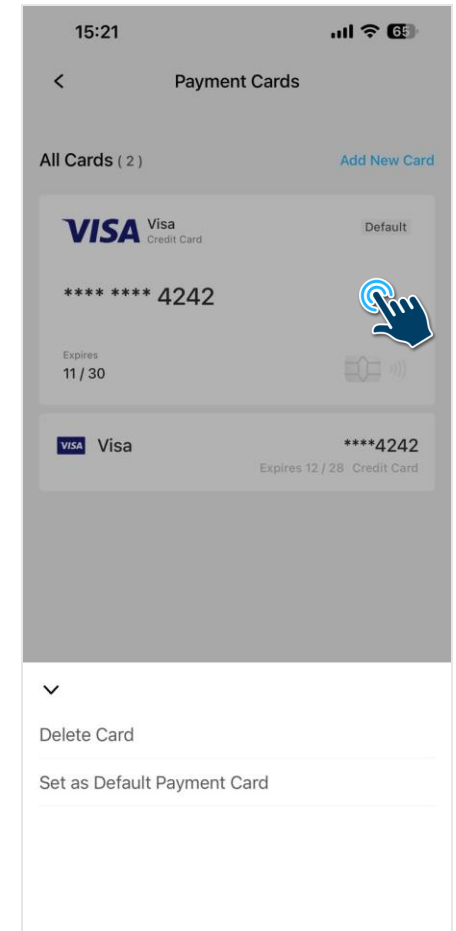 15:21 65
Payment Cards
All Cards ( 2 ) Add New Card
VISA Visa Default
Credit Card
**** **** 4242
Expires
11 / 30
VISA Visa ****4242
Expires 12 / 28 Credit Card
Delete Card
Set as Default Payment Card